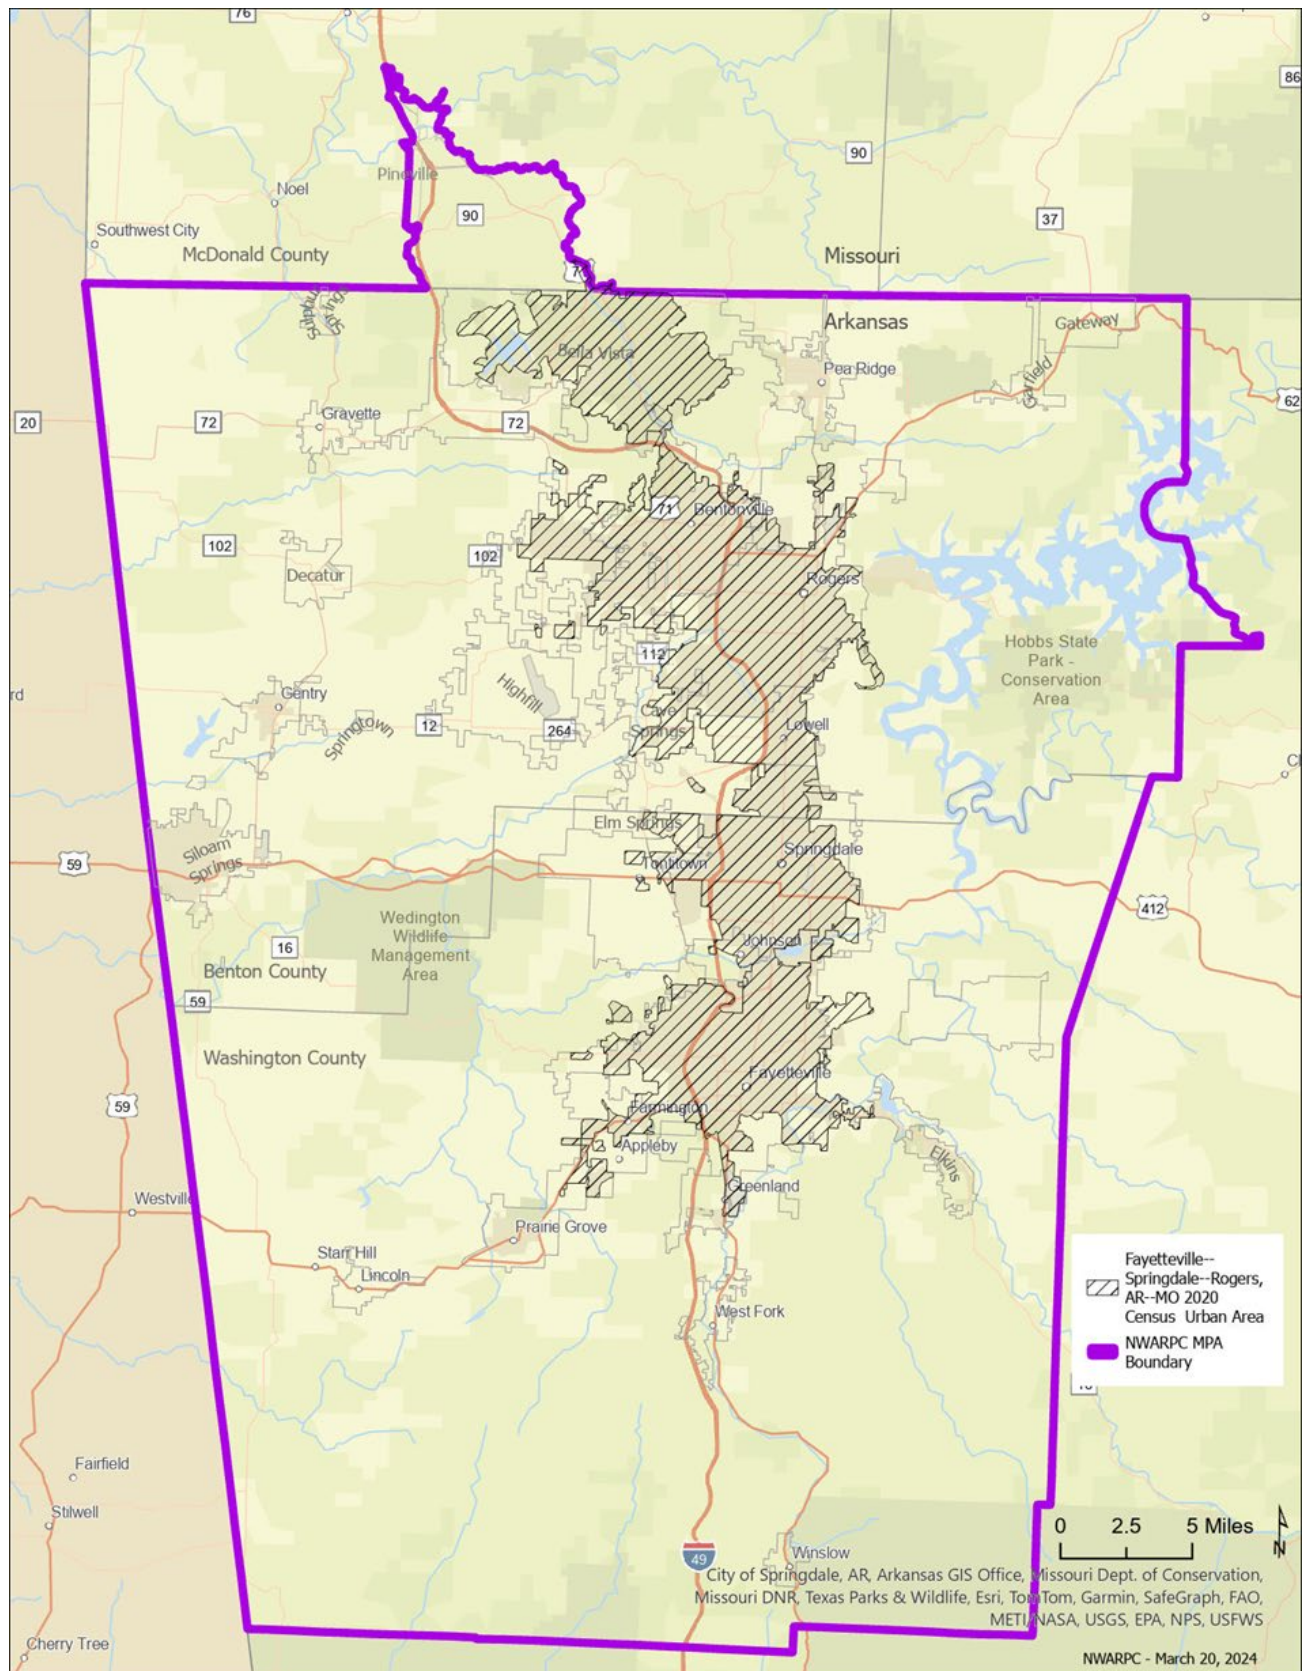 76
86
90
Pineville
Noel
90
37
Southwest City
McDonald County
Missouri
Sulphur
Springs
Arkansas
Gateway
Bella Vista
Pea Ridge
Garfield
62
20
72
Gravette
72
71
Bentonville
102
102
Decatur
Rogers
Hobbs State
Park -
Conservation
Area
112
Highfill
rd
Gentry
Springtown
12
264
Springs
Lowell
Elm Springs
Siloam
Springs
59
Tontitown
Springdale
Wedington
Wildlife
Management
Area
412
16
Johnson
Benton County
59
Washington County
Fayetteville
59
Farmington
Appleby
Elkins
Greenland
Westville
Prairie Grove
Starr Hill
Lincoln
West Fork
Fayetteville--
Springdale--Rogers,
AR--MO 2020
Census Urban Area
NWARPC MPA
Boundary
Fairfield
Stilwell
0 2.5 5 Miles
N
49
Winslow
City of Springdale, AR, Arkansas GIS Office, Missouri Dept. of Conservation,
Missouri DNR, Texas Parks & Wildlife, Esri, TomTom, Garmin, SafeGraph, FAO,
METI/NASA, USGS, EPA, NPS, USFWS
Cherry Tree
NWARPC - March 20, 2024